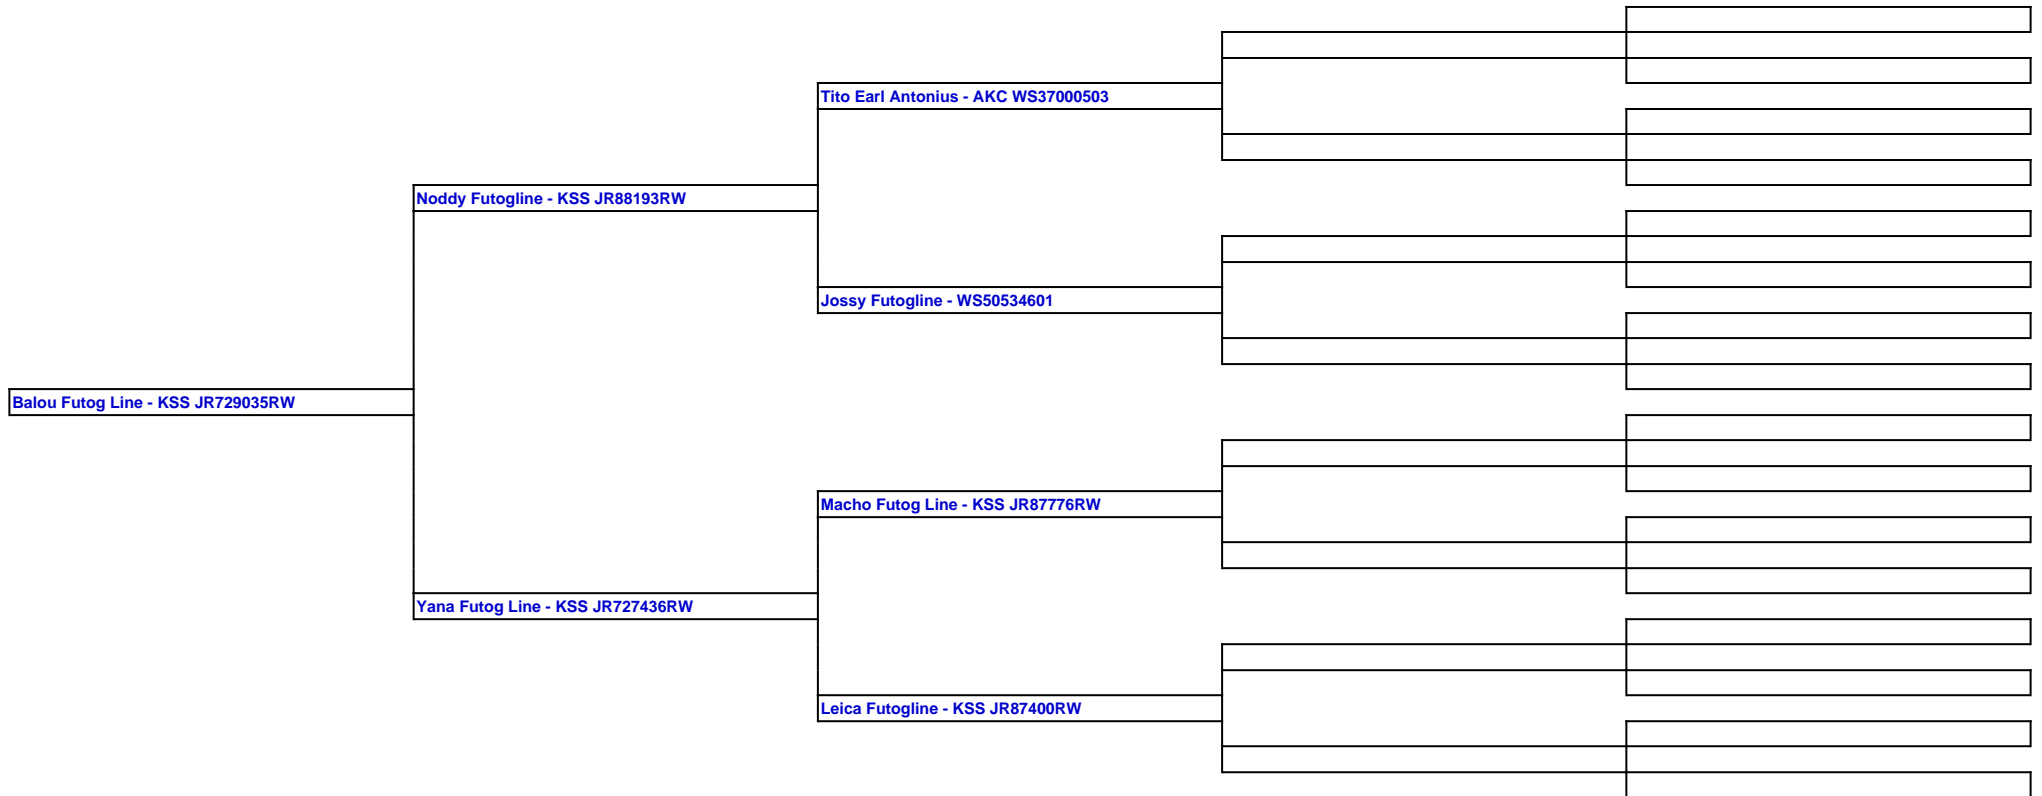 Tito Earl Antonius - AKC WS37000503
Noddy Futogline - KSS JR88193RW
Jossy Futogline - WS50534601
Balou Futog Line - KSS JR729035RW
Macho Futog Line - KSS JR87776RW
Yana Futog Line - KSS JR727436RW
Leica Futogline - KSS JR87400RW